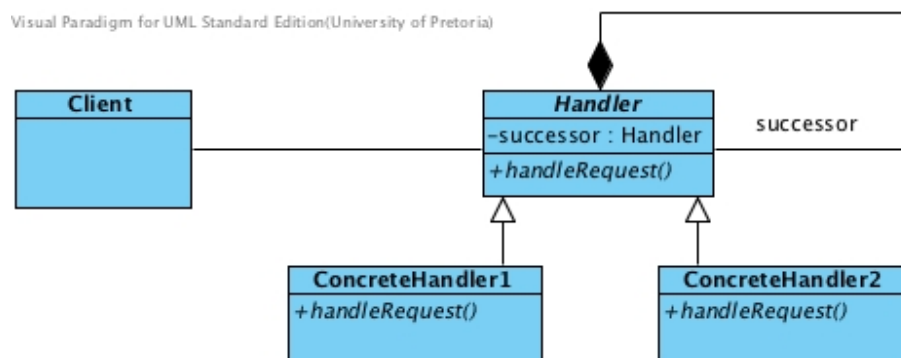 Visual Paradigm for UML Standard Edition(University of Pretoria)
Client
Handler
-successor : Handler
+handleRequest()
successor
ConcreteHandler1
+handleRequest()
ConcreteHandler2
+handleRequest()